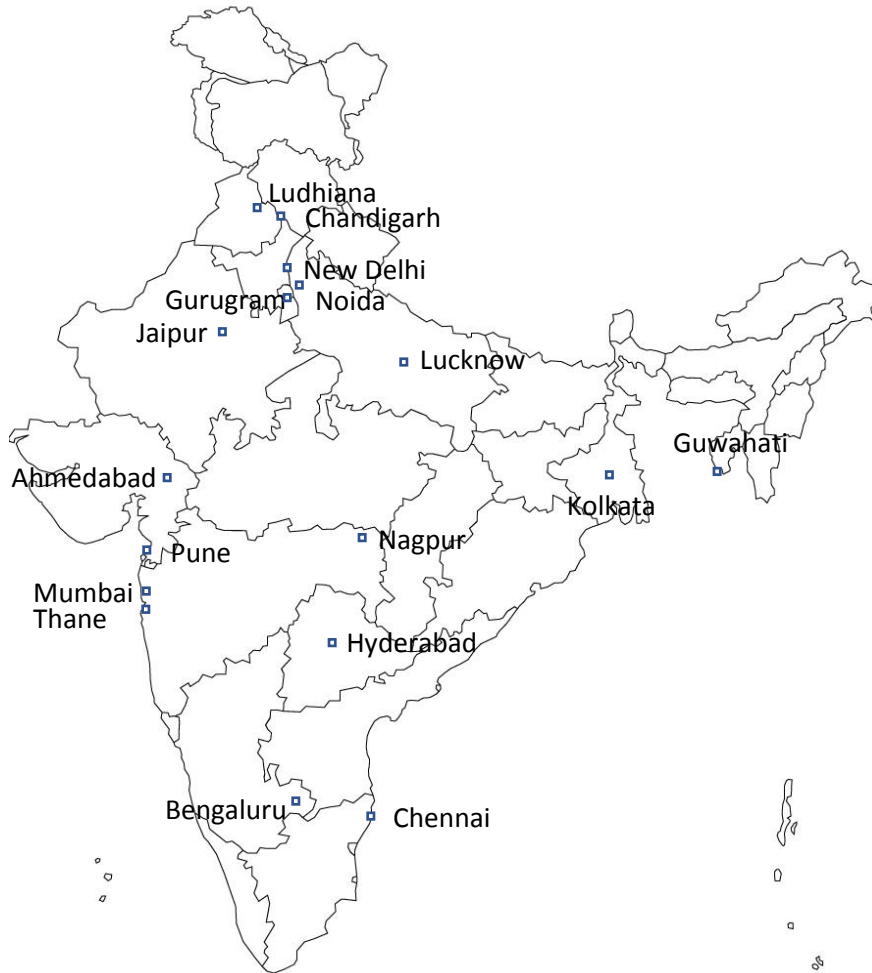 Ludhiana
Chandigarh
New Delhi
Gurugram
Noida
Jaipur
Lucknow
Guwahati
Ahmedabad
Kolkata
Pune
Nagpur
Mumbai
Thane
Hyderabad
Bengaluru
Chennai